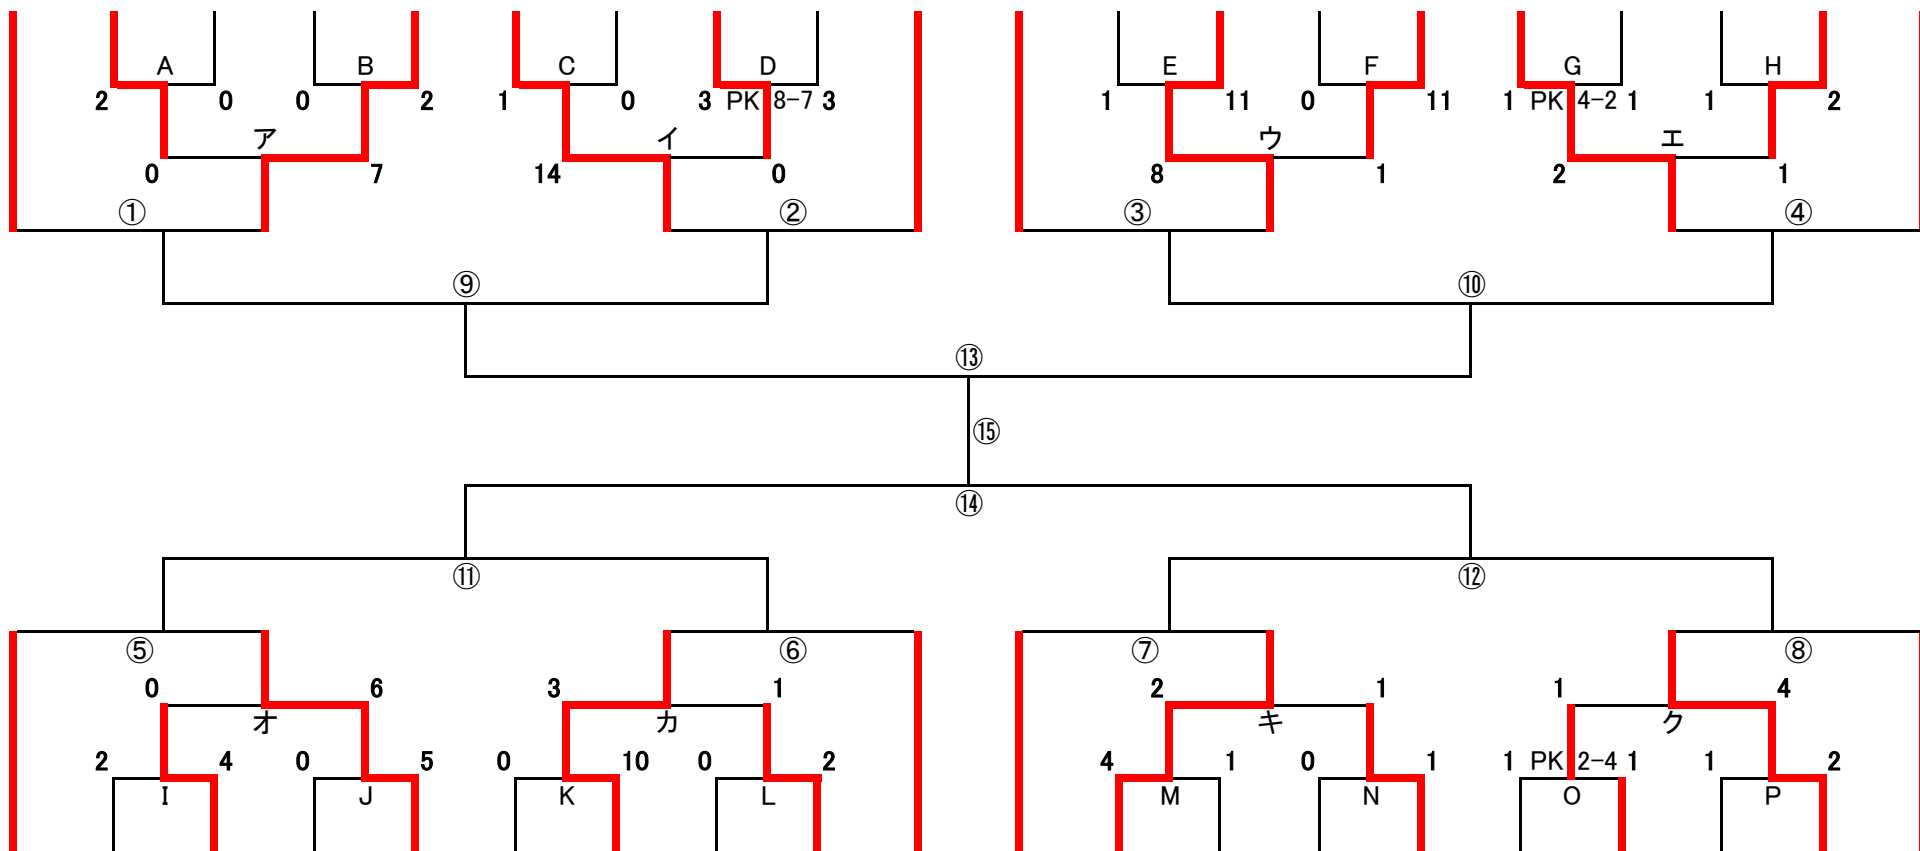 A B C D E F G H
2 0 0 2 1 0 3 PK 8-7 3 1 11 0 11 1 PK 4-2 1 1 2
ア イ ウ エ
0 7 14 0 8 1 2 1
① ② ③ ④
⑨ ⑩
⑬
⑮
⑭
⑪ ⑫
⑤ ⑥ ⑦ ⑧
0 6 3 1 2 1 1 4
オ カ キ ク
2 4 0 5 0 10 0 2 4 1 0 1 1 PK 2-4 1 1 2
I J K L M N O P